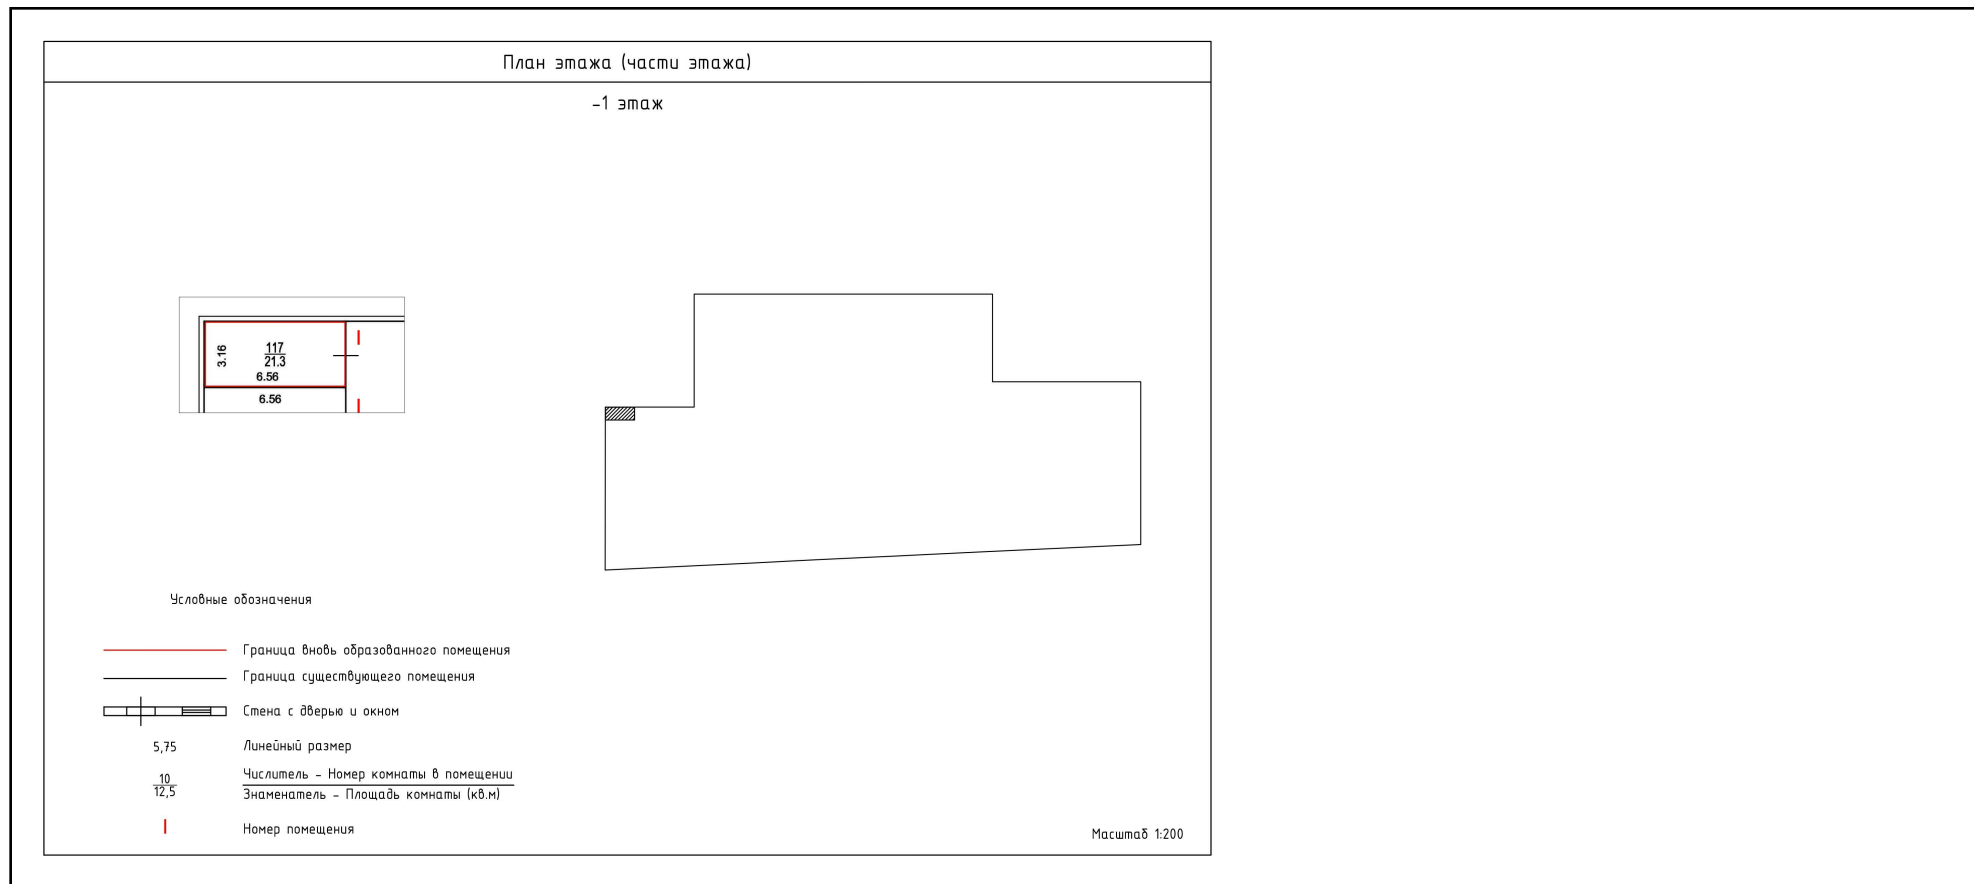 План этажа (части этажа)
-1 этаж
3.16
117
21.3
6.56
6.56
Условные обозначения
Граница вновь образованного помещения
Граница существующего помещения
Стена с дверью и окном
5,75 Линейный размер
10 Числитель - Номер комнаты в помещении
12,5 Знаменатель - Площадь комнаты (кв.м)
I Номер помещения
Масштаб 1:200